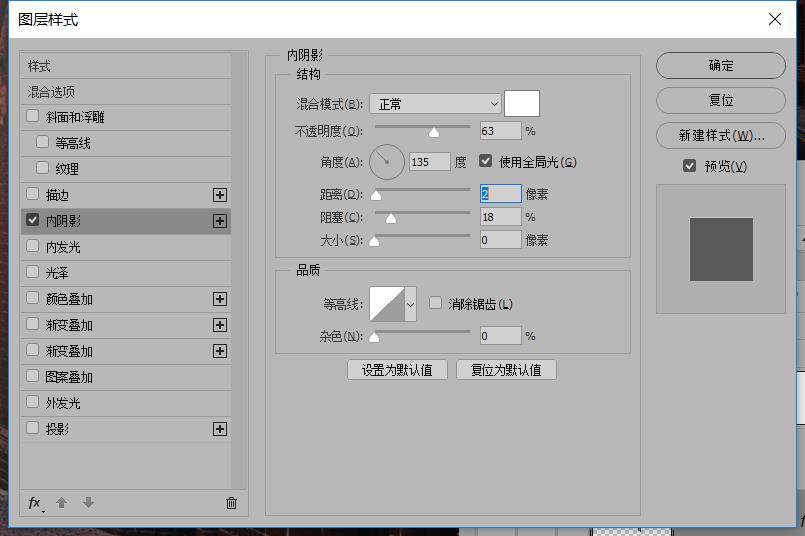 图层样式
样式
混合选项
斜面和浮雕
等高线
纹理
描边
内阴影
内发光
光泽
颜色叠加
渐变叠加
渐变叠加
图案叠加
外发光
投影
fx
内阴影
结构
混合模式(B): 正常
不透明度(O): 63 %
角度(A): 135 度 使用全局光(G)
距离(D): 2 像素
阻塞(C): 18 %
大小(S): 0 像素
品质
等高线: 消除锯齿(L)
杂色(N): 0 %
设置为默认值 复位为默认值
确定
复位
新建样式(W)...
预览(V)